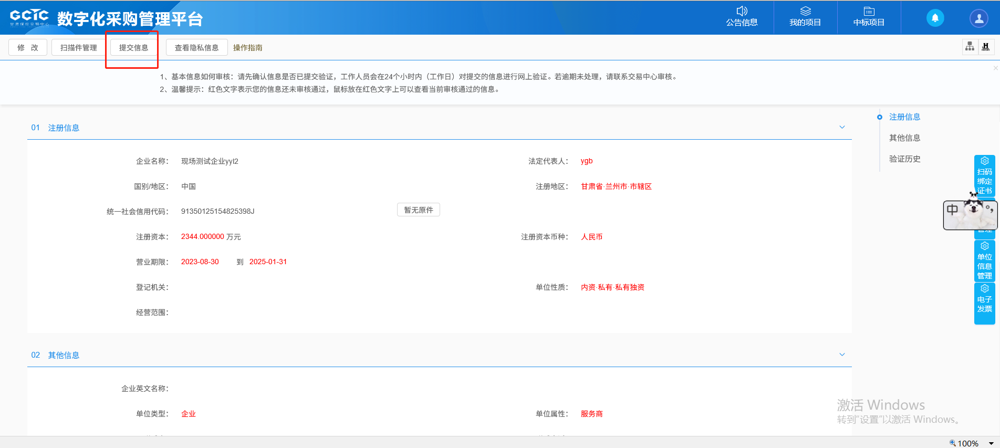 GCTC
甘肃煤炭交易中心
数字化采购管理平台
公告信息
我的项目
中标项目
修 改
扫描件管理
提交信息
查看隐私信息
操作指南
1、基本信息如何审核：请先确认信息是否已提交验证，工作人员会在24个小时内（工作日）对提交的信息进行网上验证。若逾期未处理，请联系交易中心审核。
2、温馨提示：红色文字表示您的信息还未审核通过，鼠标放在红色文字上可以查看当前审核通过的信息。
01 注册信息
企业名称： 现场测试企业yyl2
法定代表人： ygb
国别/地区： 中国
注册地区： 甘肃省·兰州市·市辖区
统一社会信用代码： 91350125154825398J
暂无原件
注册资本： 2344.000000 万元
注册资本币种： 人民币
营业期限： 2023-08-30 到 2025-01-31
登记机关：
单位性质： 内资·私有·私有独资
经营范围：
02 其他信息
企业英文名称：
单位类型： 企业
单位属性： 服务商
注册信息
其他信息
验证历史
扫码
绑定
证书
中 °，
管理
单位
信息
管理
电子
发票
激活 Windows
转到“设置”以激活 Windows。
100%